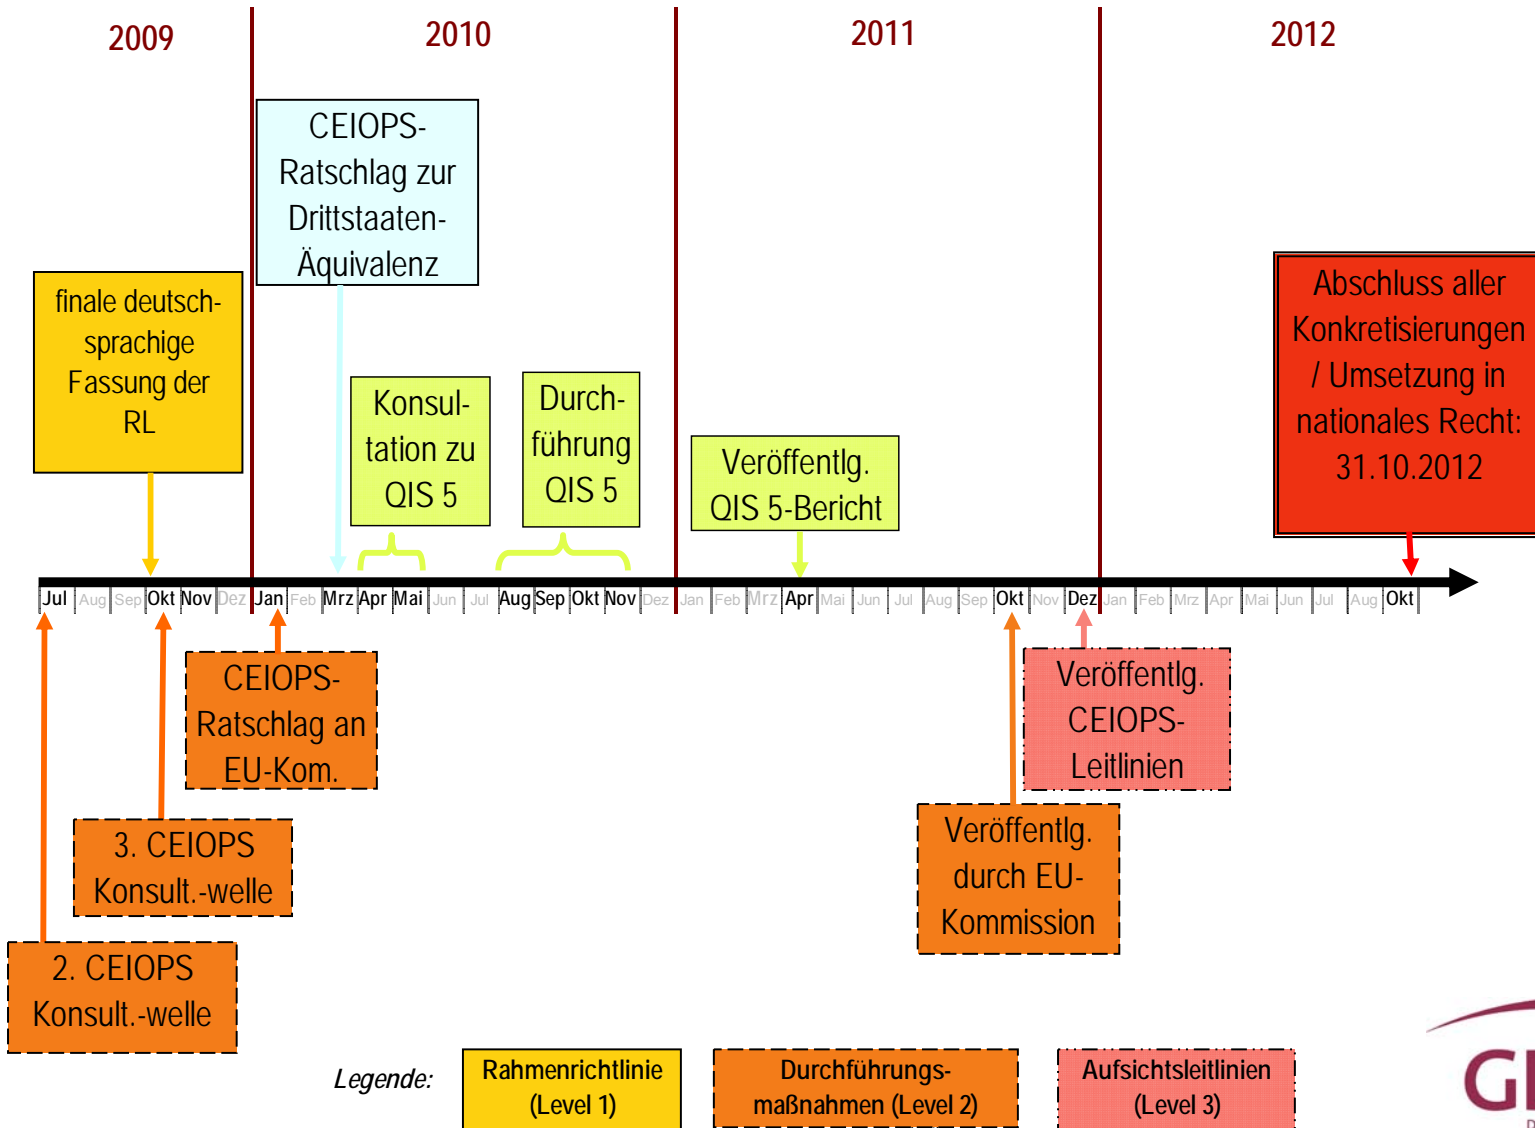 2009
2010
2011
2012
CEIOPS-
Ratschlag zur
Drittstaaten-
Äquivalenz
finale deutsch-
sprachige
Fassung der
RL
Konsul-
tation zu
QIS 5
Durch-
führung
QIS 5
Veröffentlg.
QIS 5-Bericht
Abschluss aller
Konkretisierungen
/ Umsetzung in
nationales Recht:
31.10.2012
Jul Aug Sep Okt Nov Dez Jan Feb Mrz Apr Mai Jun Jul Aug Sep Okt Nov Dez Jan Feb Mrz Apr Mai Jun Jul Aug Sep Okt Nov Dez Jan Feb Mrz Apr Mai Jun Jul Aug Okt
CEIOPS-
Ratschlag an
EU-Kom.
3. CEIOPS
Konsult.-welle
2. CEIOPS
Konsult.-welle
Veröffentlg.
CEIOPS-
Leitlinien
Veröffentlg.
durch EU-
Kommission
Legende:
Rahmenrichtlinie
(Level 1)
Durchführungs-
maßnahmen (Level 2)
Aufsichtsleitlinien
(Level 3)